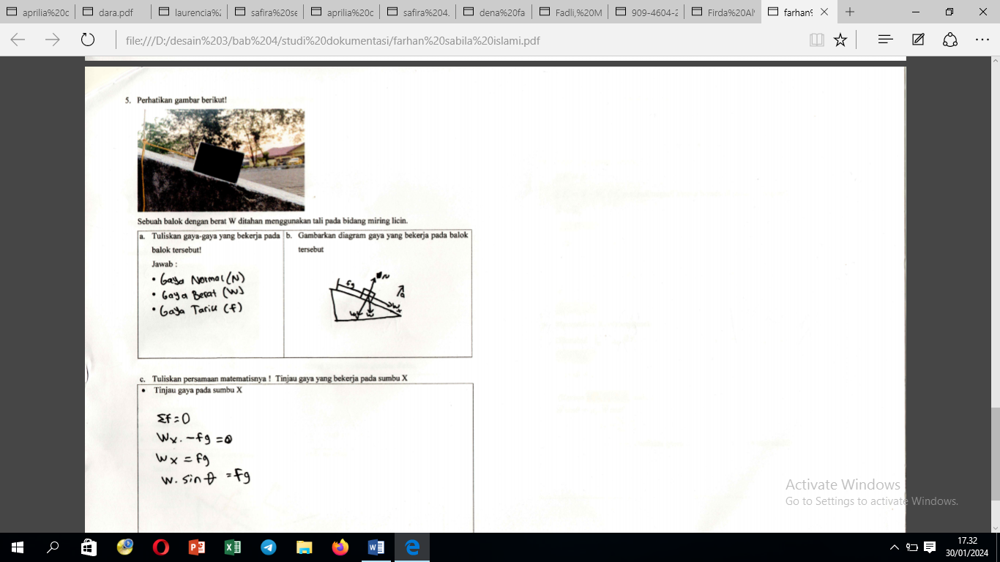 aprilia%20c
dara.pdf
laurencia%2
safira%20se
aprilia%20c
safira%204.
dena%20fa
Fadli,%20M
909-4604-2
Firda%20Al
farhan%
file:///D:/desain%203/bab%204/studi%20dokumentasi/farhan%20sabila%20islami.pdf
5. Perhatikan gambar berikut!
Sebuah balok dengan berat W ditahan menggunakan tali pada bidang miring licin.
a. Tuliskan gaya-gaya yang bekerja pada
balok tersebut!
Jawab :
• Gaya Normal (N)
• Gaya Berat (W)
• Gaya Tarik (f)
b. Gambarkan diagram gaya yang bekerja pada balok
tersebut
fg
N
W
c. Tuliskan persamaan matematisnya ! Tinjau gaya yang bekerja pada sumbu X
• Tinjau gaya pada sumbu X
Σf = 0
Wx. - fg = 0
Wx = fg
W. sin θ = fg
Activate Windows
Go to Settings to activate Windows.
17.32
30/01/2024